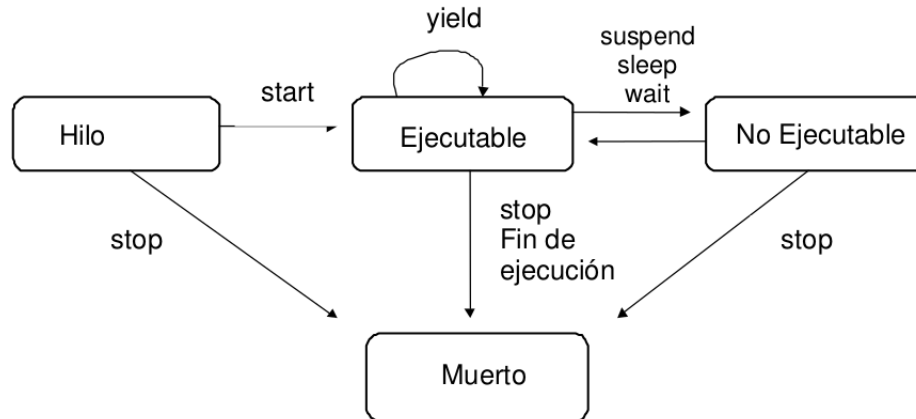 yield
suspend
sleep
wait
start
Hilo
Ejecutable
No Ejecutable
stop
stop
Fin de
ejecución
stop
Muerto